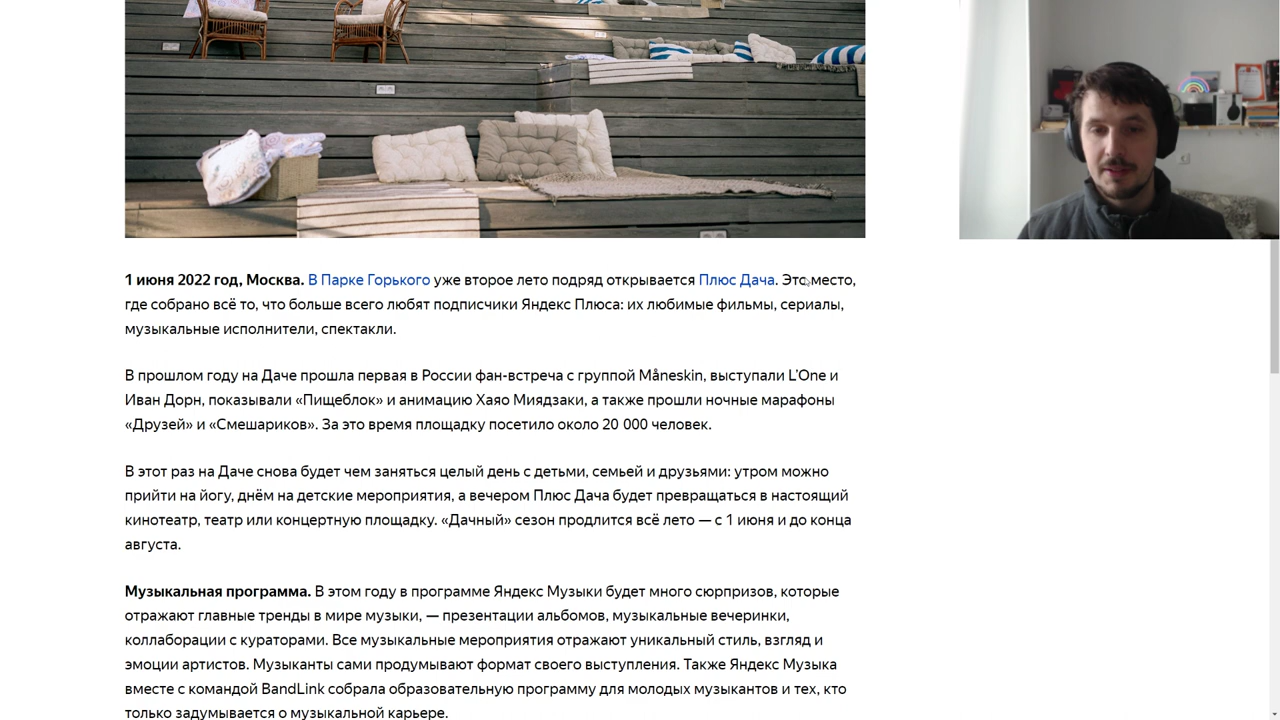 1 июня 2022 год, Москва. В Парке Горького уже второе лето подряд открывается Плюс Дача. Это место,
где собрано всё то, что больше всего любят подписчики Яндекс Плюса: их любимые фильмы, сериалы,
музыкальные исполнители, спектакли.
В прошлом году на Даче прошла первая в России фан-встреча с группой Måneskin, выступали L’One и
Иван Дорн, показывали «Пищеблок» и анимацию Хаяо Миядзаки, а также прошли ночные марафоны
«Друзей» и «Смешариков». За это время площадку посетило около 20 000 человек.
В этот раз на Даче снова будет чем заняться целый день с детьми, семьей и друзьями: утром можно
прийти на йогу, днём на детские мероприятия, а вечером Плюс Дача будет превращаться в настоящий
кинотеатр, театр или концертную площадку. «Дачный» сезон продлится всё лето — с 1 июня и до конца
августа.
Музыкальная программа. В этом году в программе Яндекс Музыки будет много сюрпризов, которые
отражают главные тренды в мире музыки, — презентации альбомов, музыкальные вечеринки,
коллаборации с кураторами. Все музыкальные мероприятия отражают уникальный стиль, взгляд и
эмоции артистов. Музыканты сами продумывают формат своего выступления. Также Яндекс Музыка
вместе с командой BandLink собрала образовательную программу для молодых музыкантов и тех, кто
только задумывается о музыкальной карьере.